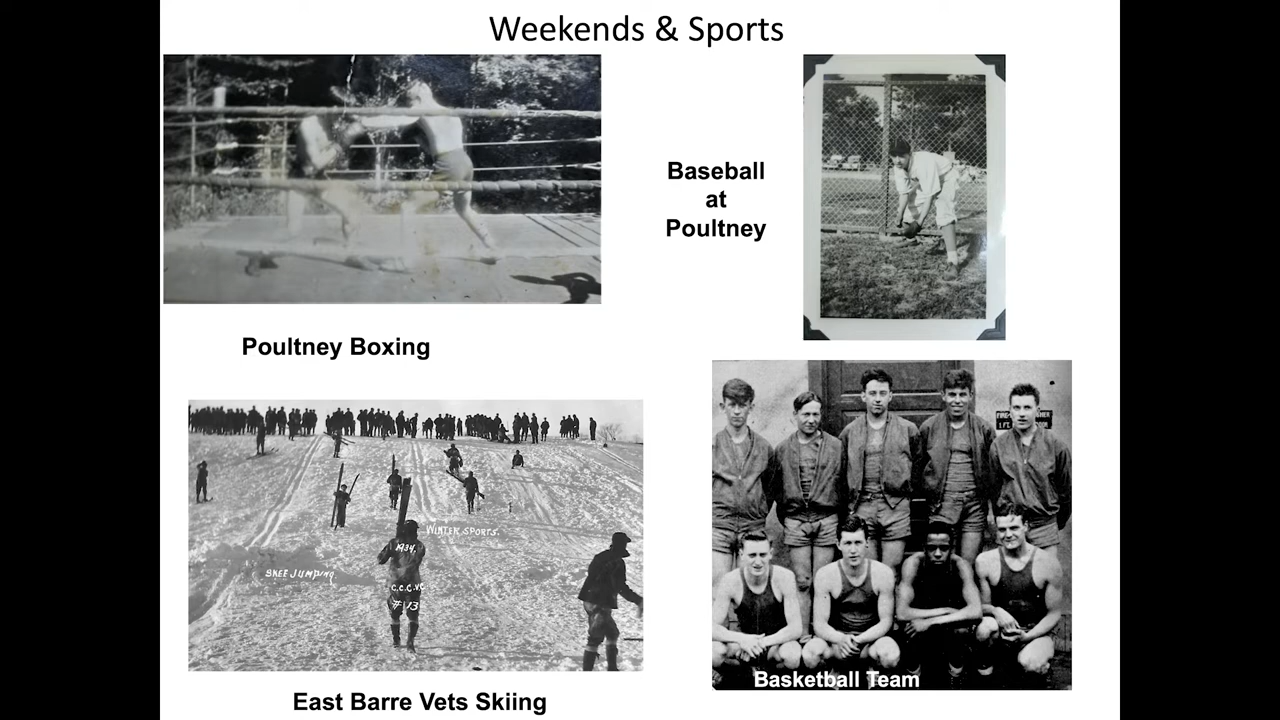 Weekends & Sports
Baseball
at
Poultney
Poultney Boxing
WINTER SPORTS.
1934.
SKEE JUMPING
C.C.C.V.C
#113
Basketball Team
East Barre Vets Skiing